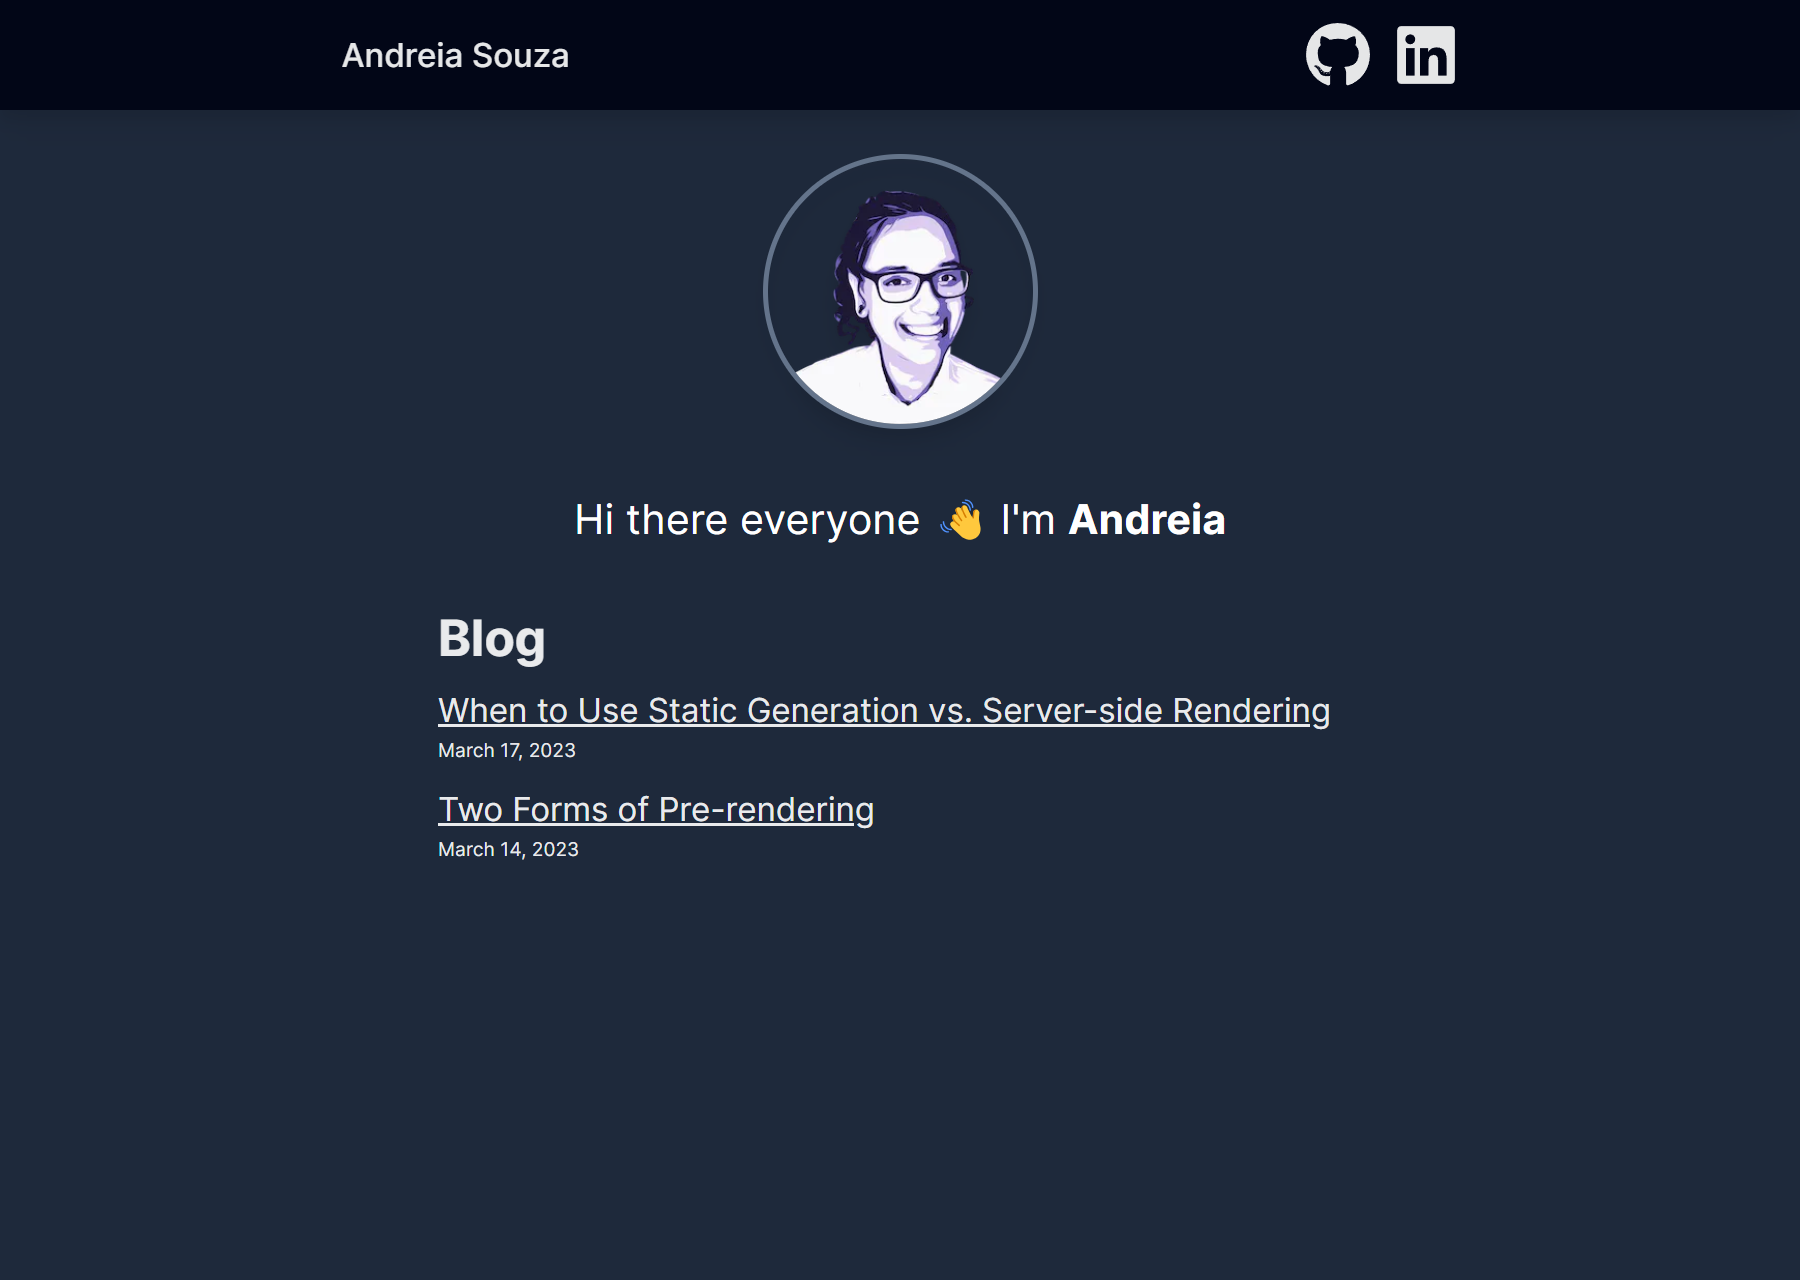 Andreia Souza
Hi there everyone 👋 I'm Andreia
Blog
When to Use Static Generation vs. Server-side Rendering
March 17, 2023
Two Forms of Pre-rendering
March 14, 2023